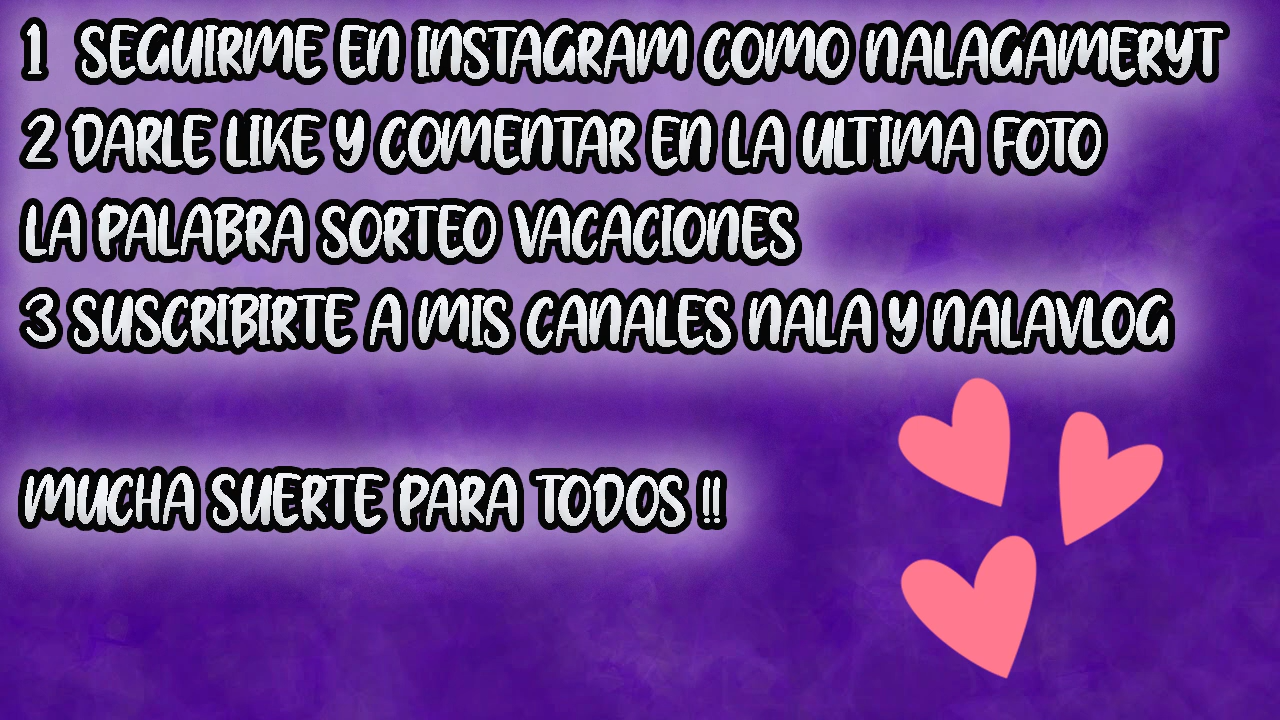 1 SEGUIRME EN INSTAGRAM COMO NALAGAMERYT
2 DARLE LIKE Y COMENTAR EN LA ULTIMA FOTO
LA PALABRA SORTEO VACACIONES
3 SUSCRIBIRTE A MIS CANALES NALA Y NALAVLOG
MUCHA SUERTE PARA TODOS !!